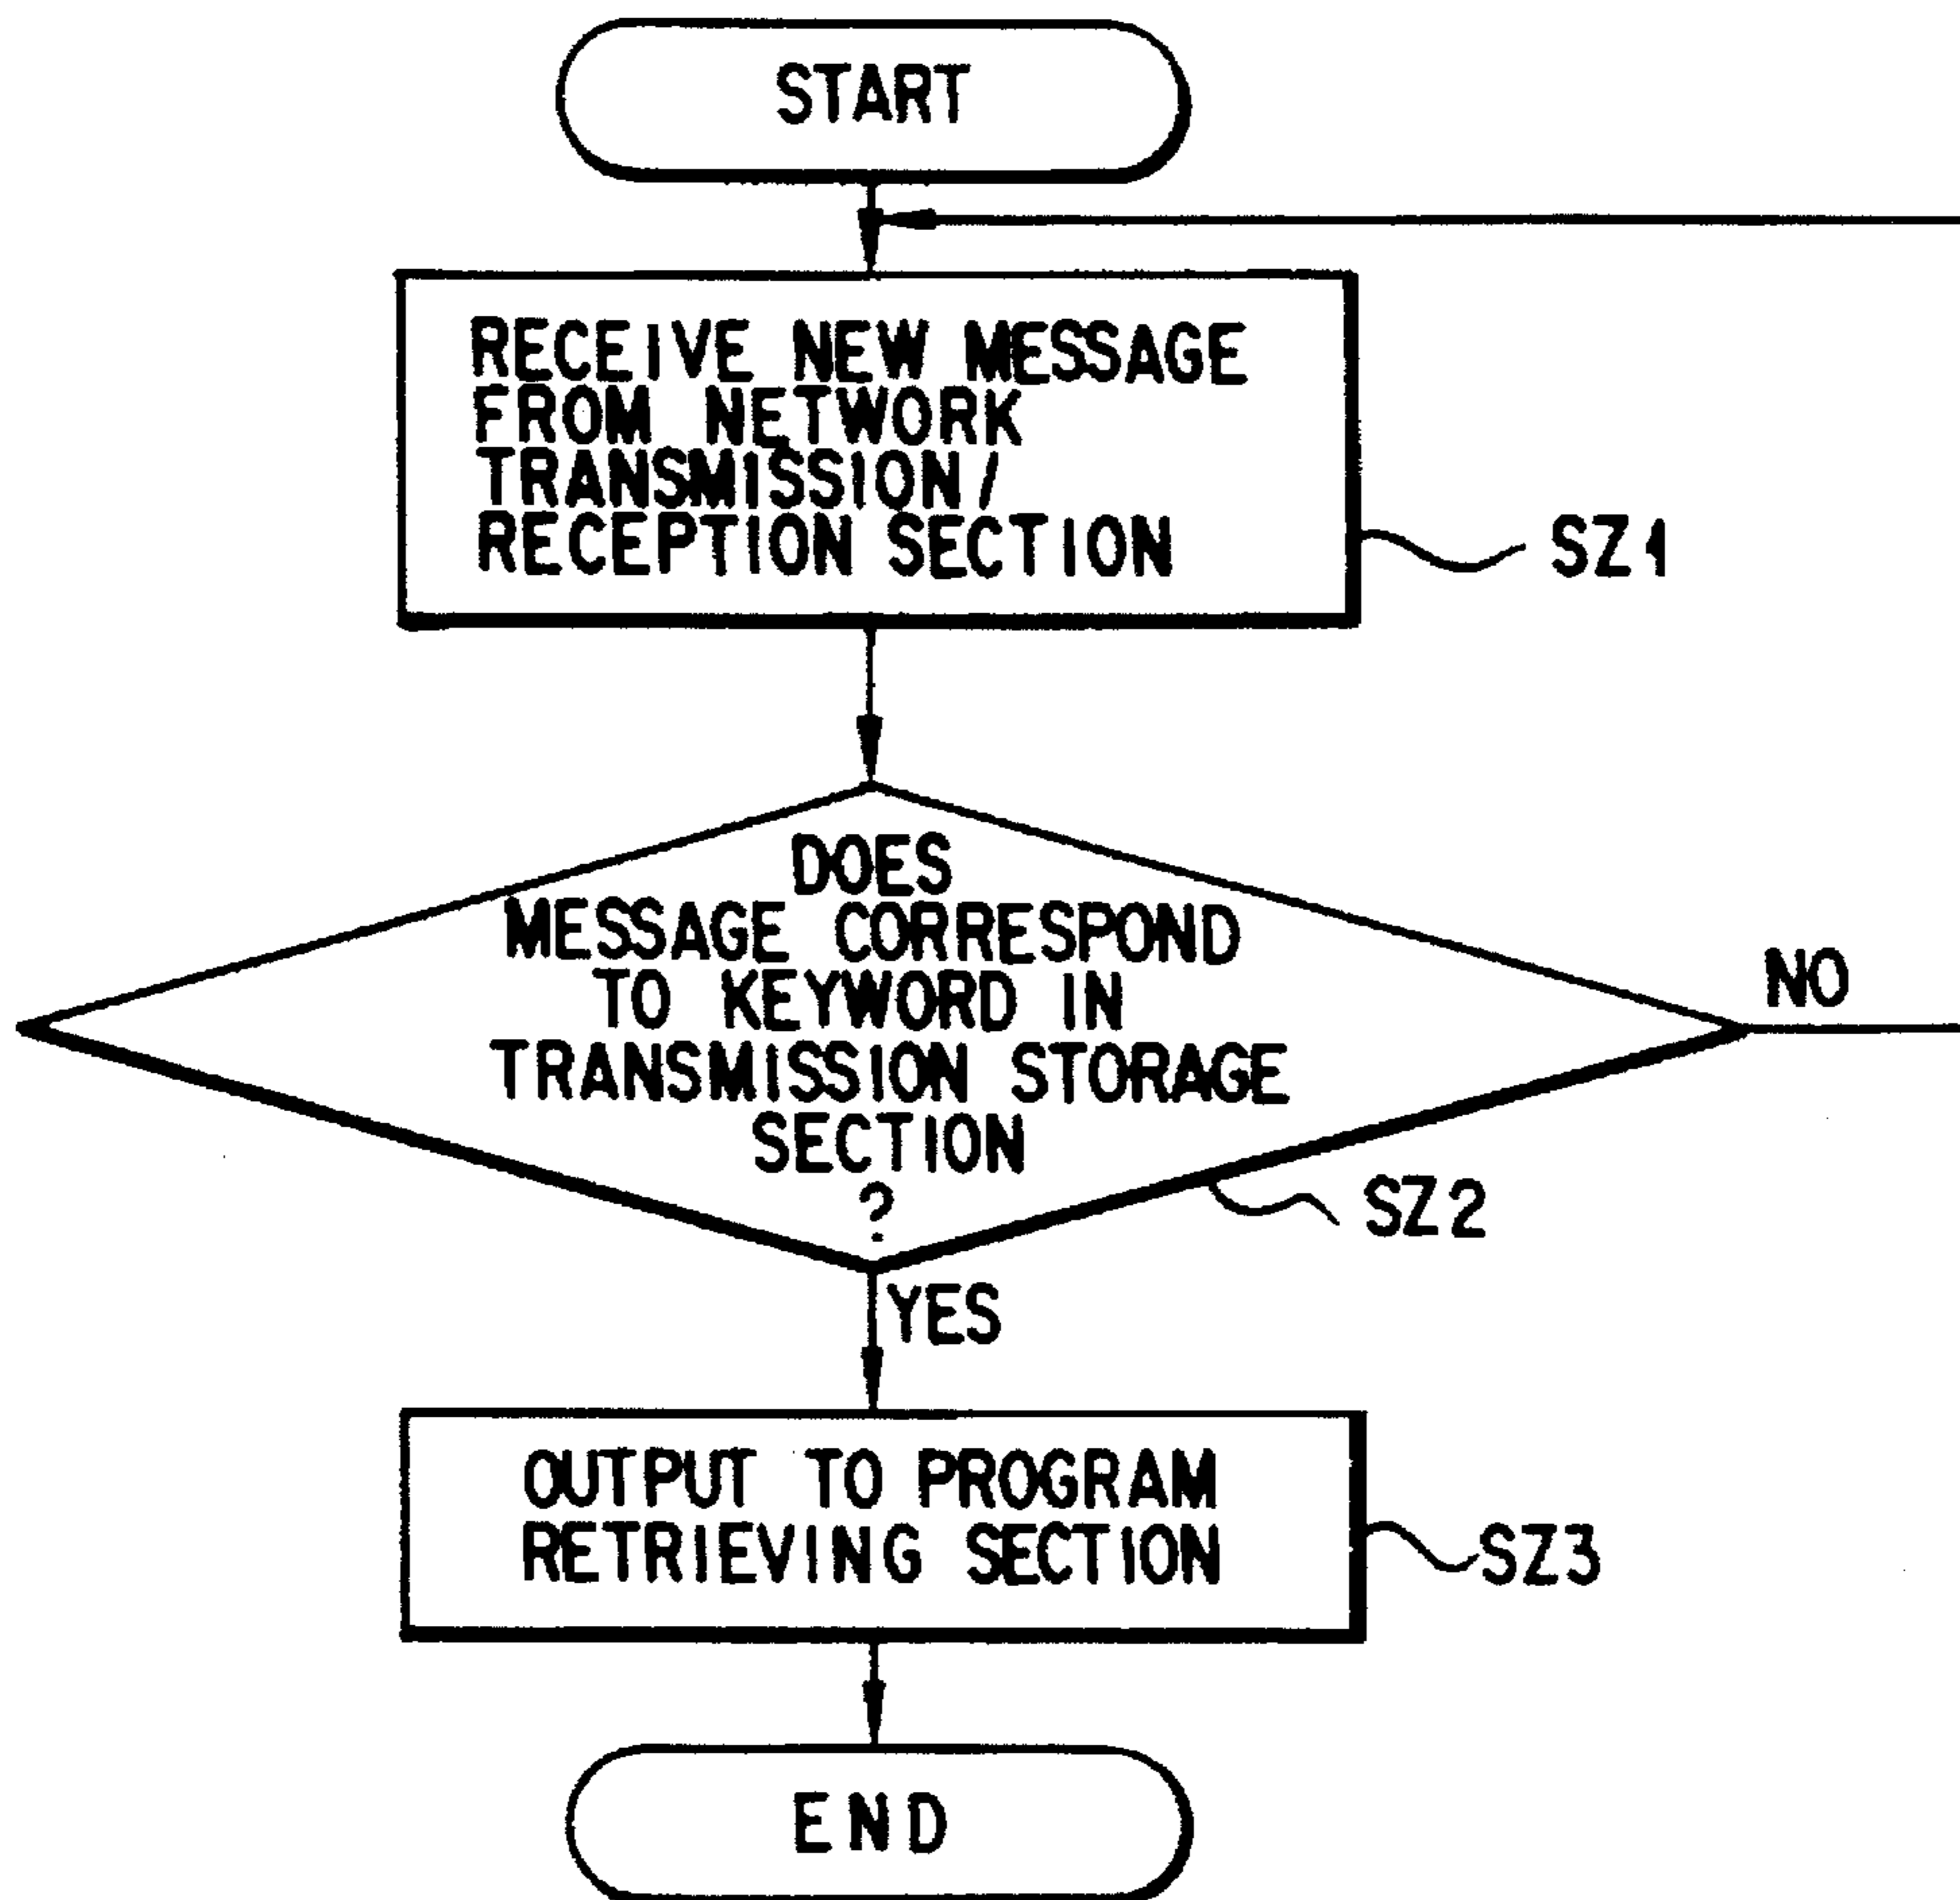 START
RECEIVE NEW MESSAGE
FROM NETWORK
TRANSMISSION/
RECEPTION SECTION
SZ1
DOES
MESSAGE CORRESPOND
TO KEYWORD IN
TRANSMISSION STORAGE
SECTION
?
NO
SZ2
YES
OUTPUT TO PROGRAM
RETRIEVING SECTION
SZ3
END